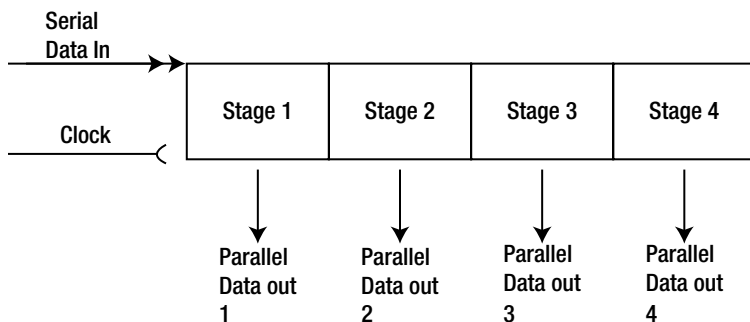 Serial
Data In
Clock
Stage 1
Stage 2
Stage 3
Stage 4
Parallel
Data out
1
Parallel
Data out
2
Parallel
Data out
3
Parallel
Data out
4